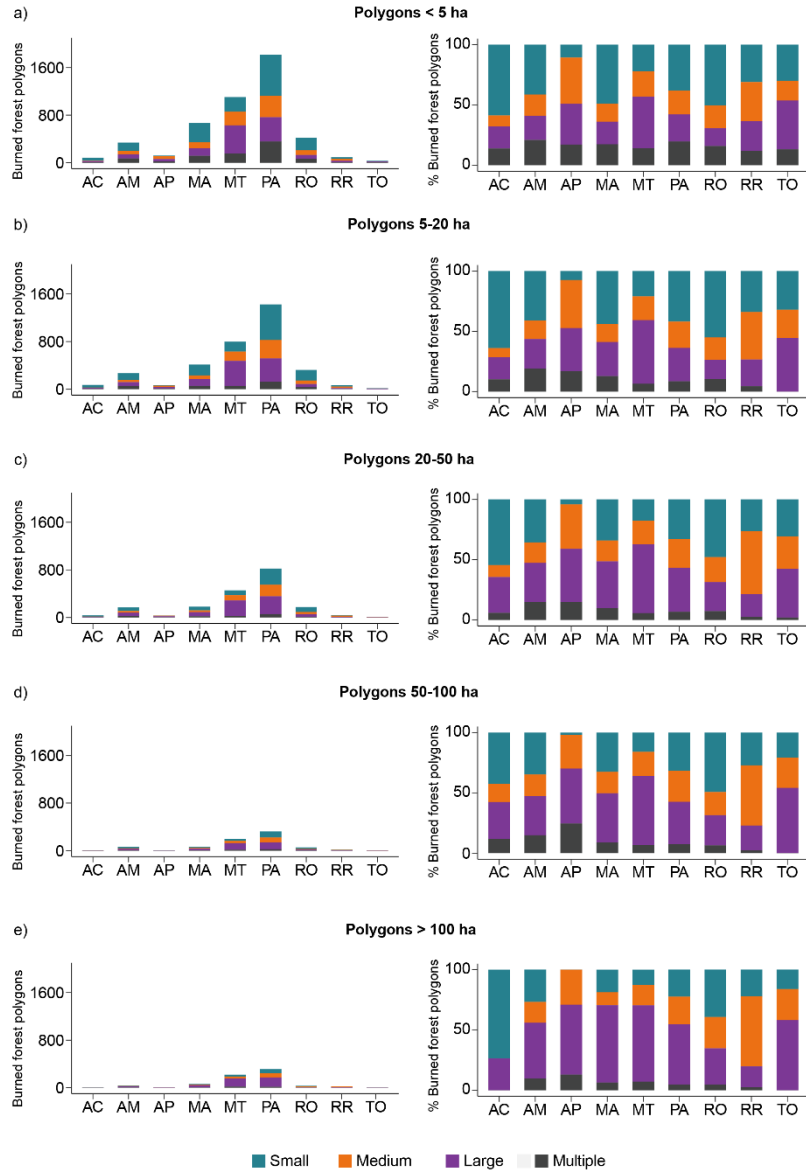 a) Polygons < 5 ha
Burned forest polygons
1600
800
0
AC AM AP MA MT PA RO RR TO
% Burned forest polygons
100
50
0
AC AM AP MA MT PA RO RR TO
b) Polygons 5-20 ha
Burned forest polygons
1600
800
0
AC AM AP MA MT PA RO RR TO
% Burned forest polygons
100
50
0
AC AM AP MA MT PA RO RR TO
c) Polygons 20-50 ha
Burned forest polygons
1600
800
0
AC AM AP MA MT PA RO RR TO
% Burned forest polygons
100
50
0
AC AM AP MA MT PA RO RR TO
d) Polygons 50-100 ha
Burned forest polygons
1600
800
0
AC AM AP MA MT PA RO RR TO
% Burned forest polygons
100
50
0
AC AM AP MA MT PA RO RR TO
e) Polygons > 100 ha
Burned forest polygons
1600
800
0
AC AM AP MA MT PA RO RR TO
% Burned forest polygons
100
50
0
AC AM AP MA MT PA RO RR TO
Small Medium Large Multiple